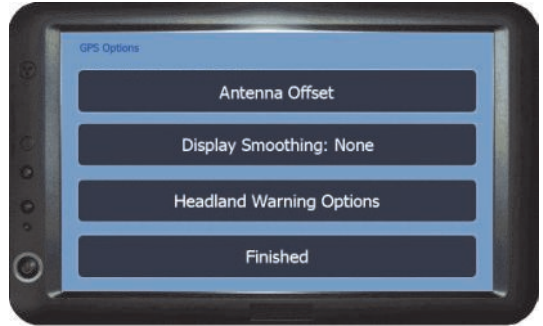 GPS Options
Antenna Offset
Display Smoothing: None
Headland Warning Options
Finished